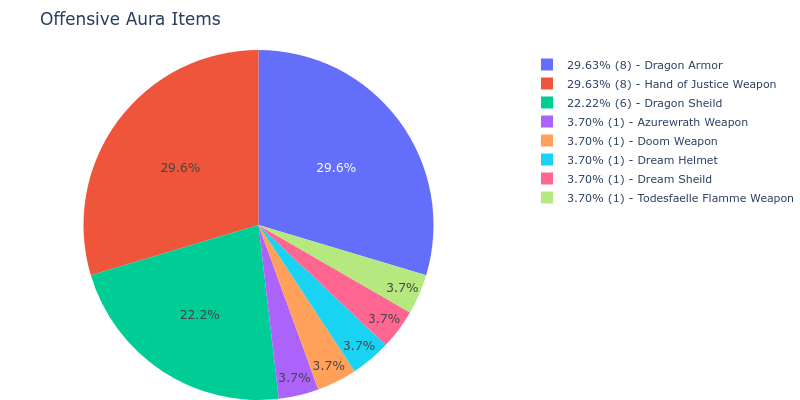 Offensive Aura Items
29.63% (8) - Dragon Armor
29.63% (8) - Hand of Justice Weapon
22.22% (6) - Dragon Sheild
3.70% (1) - Azurewrath Weapon
3.70% (1) - Doom Weapon
3.70% (1) - Dream Helmet
3.70% (1) - Dream Sheild
3.70% (1) - Todesfaelle Flamme Weapon
29.6%
29.6%
22.2%
3.7%
3.7%
3.7%
3.7%
3.7%